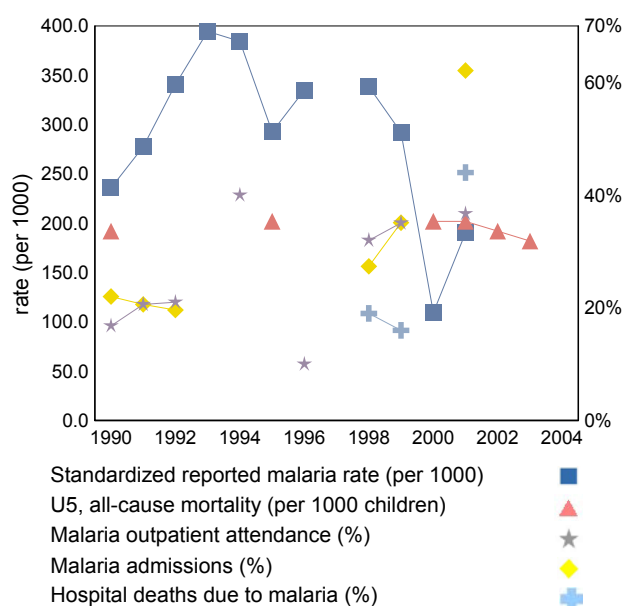 400.0
350.0
300.0
250.0
200.0
150.0
100.0
50.0
0.0
rate (per 1000)
70%
60%
40%
20%
0%
1990 1992 1994 1996 1998 2000 2002 2004
Standardized reported malaria rate (per 1000)
U5, all-cause mortality (per 1000 children)
Malaria outpatient attendance (%)
Malaria admissions (%)
Hospital deaths due to malaria (%)